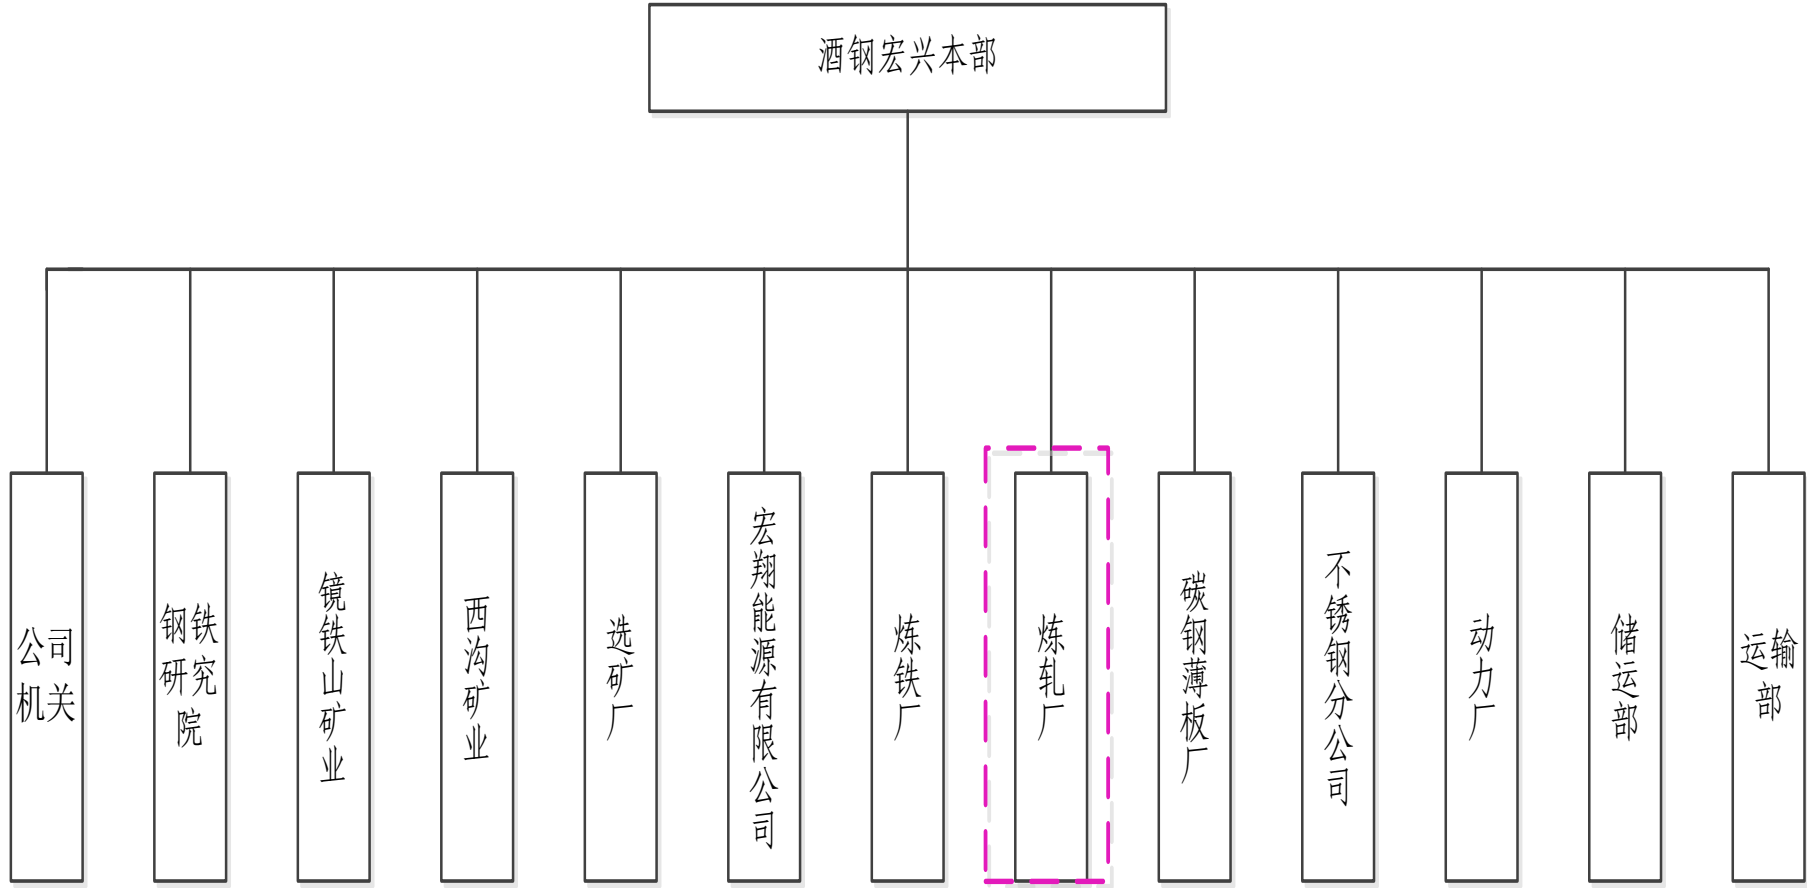 酒钢宏兴本部
公司
机关
钢铁
研究
院
镜铁山矿业
西沟矿业
选矿厂
宏翔能源有限公司
炼铁厂
炼轧厂
碳钢薄板厂
不锈钢分公司
动力厂
储运部
运输
部